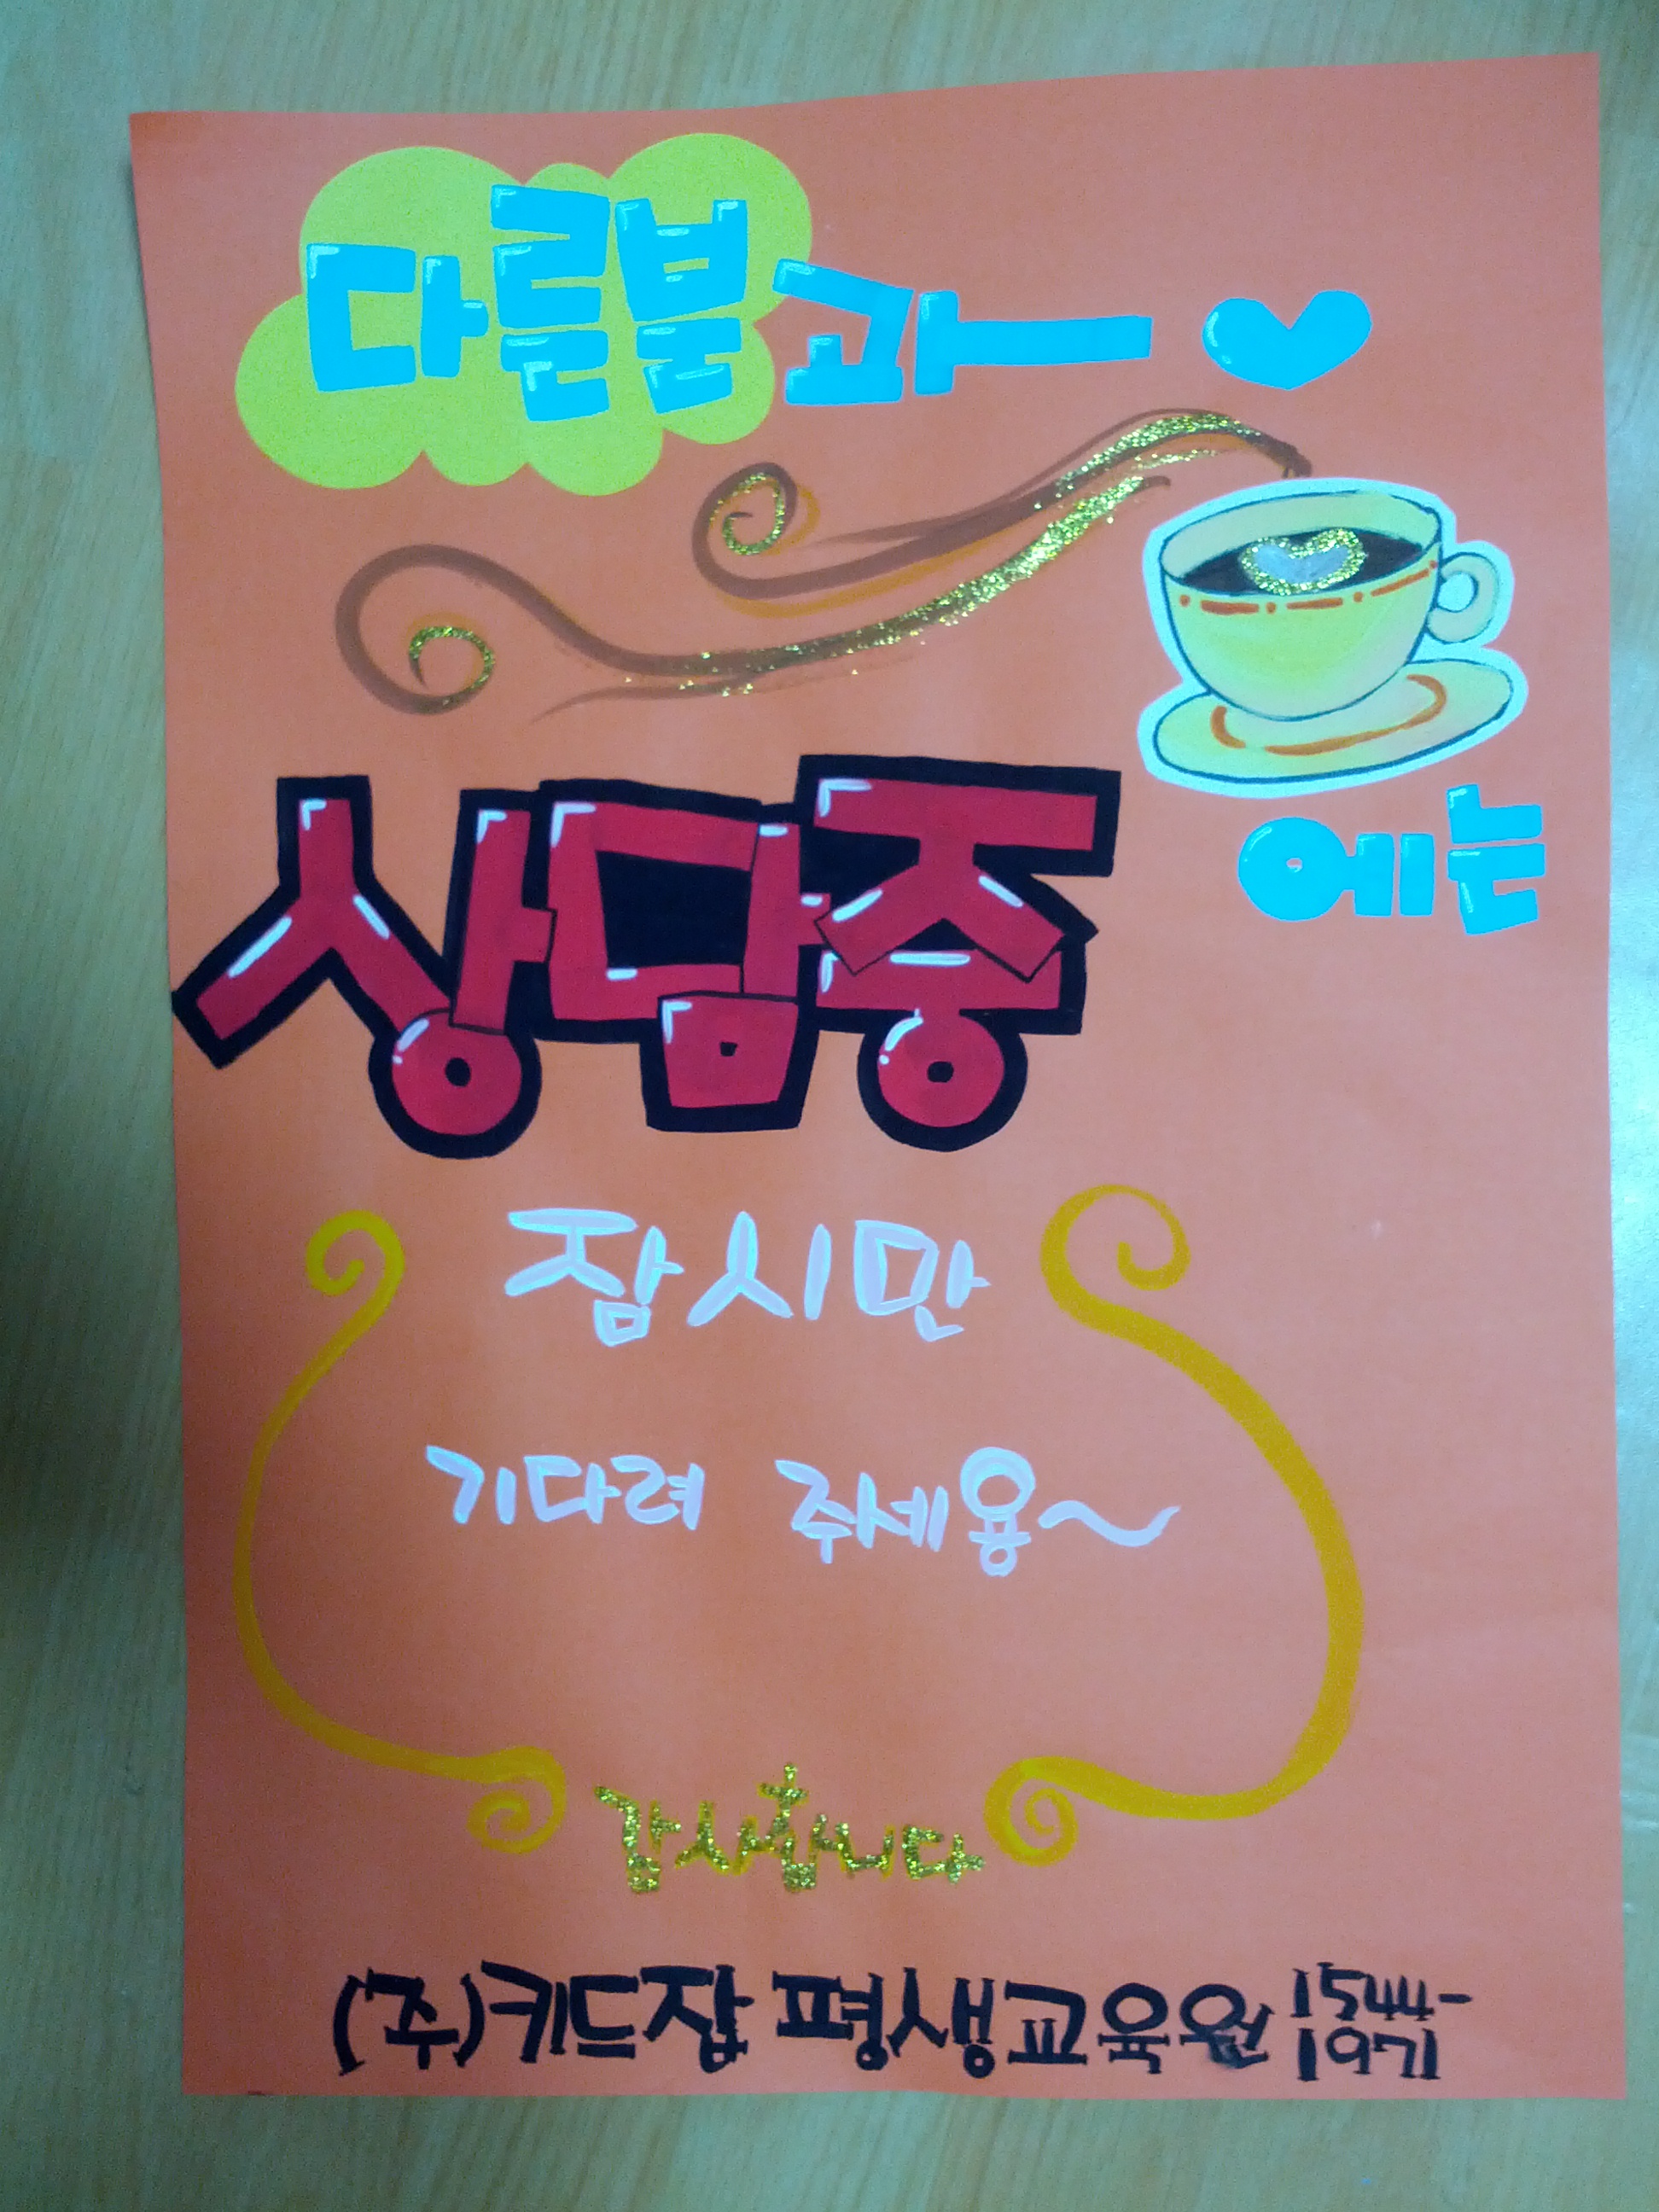 다른분과
에는
상담중
잠시만
기다려 주세용~
감사합니다
(주)키드잡 평생교육원 1544-
1971